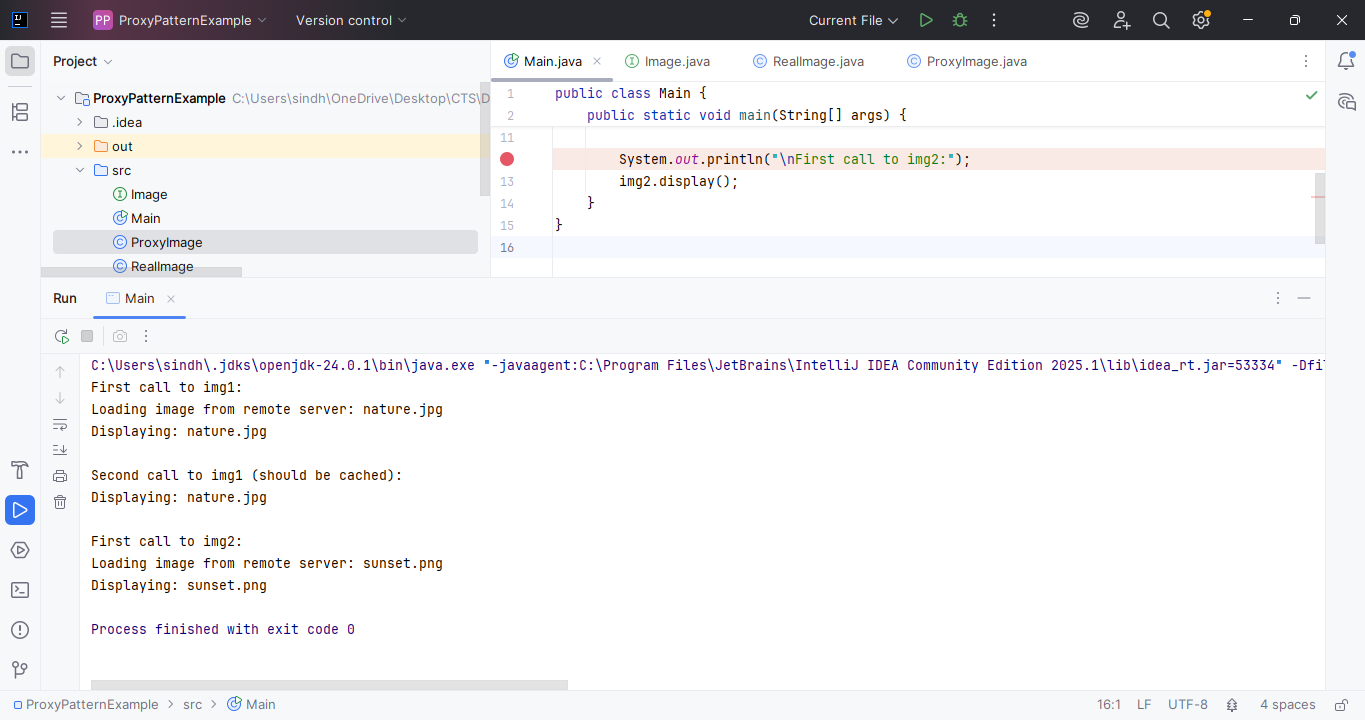 PP ProxyPatternExample Version control Current File
Project
ProxyPatternExample C:\Users\sindh\OneDrive\Desktop\CTS\D
.idea
out
src
Image
Main
ProxyImage
RealImage
Main.java Image.java RealImage.java ProxyImage.java
1 public class Main {
2 public static void main(String[] args) {
11
System.out.println("\nFirst call to img2:");
13 img2.display();
14 }
15 }
16
Run Main
C:\Users\sindh\.jdks\openjdk-24.0.1\bin\java.exe "-javaagent:C:\Program Files\JetBrains\IntelliJ IDEA Community Edition 2025.1\lib\idea_rt.jar=53334" -Dfil
First call to img1:
Loading image from remote server: nature.jpg
Displaying: nature.jpg
Second call to img1 (should be cached):
Displaying: nature.jpg
First call to img2:
Loading image from remote server: sunset.png
Displaying: sunset.png
Process finished with exit code 0
ProxyPatternExample > src > Main 16:1 LF UTF-8 4 spaces